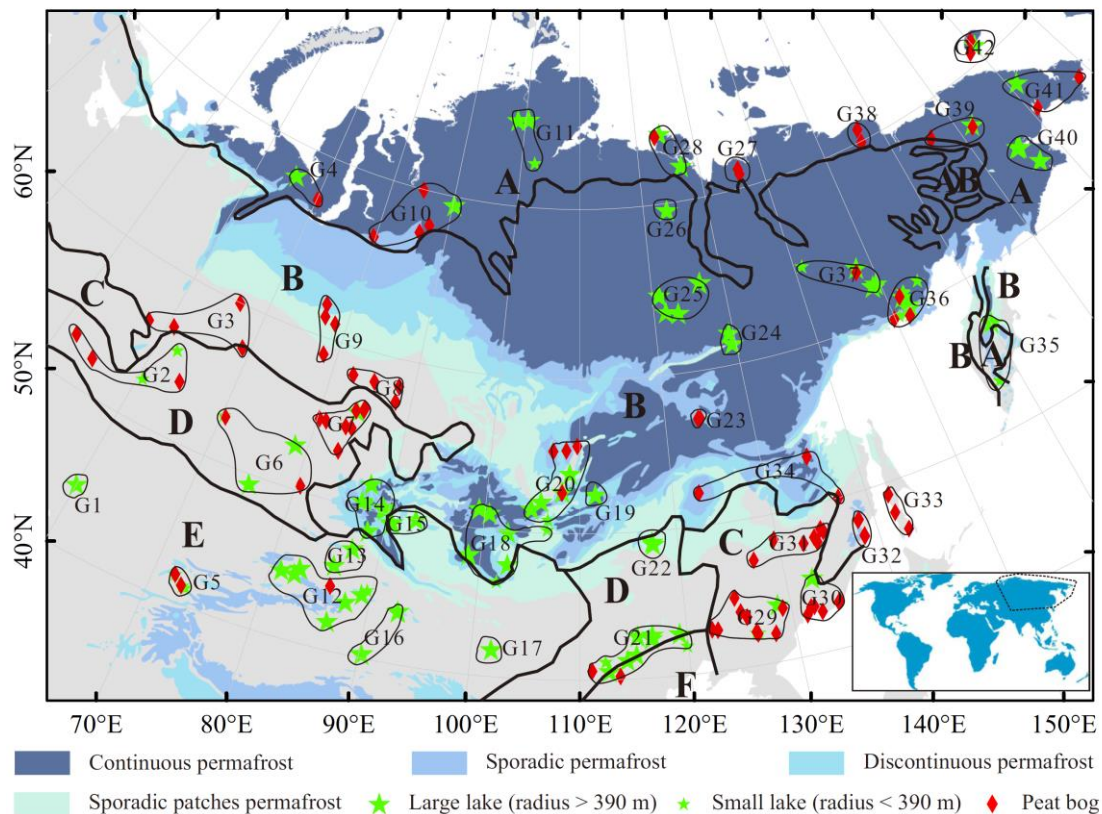 G42
G41
G38
G39
G11
G40
60°N
G28
G27
A
AB
A
G4
G10
G26
B
G37
C
G3
G25
G36
B
G9
G24
G35
B
A
50°N
G2
G8
B
D
G7
G23
G6
G34
G20
G33
G1
G14
G19
G15
C
G3
G32
G18
40°N
E
G13
G22
G5
G12
D
G30
G29
G16
G21
G17
F
70°E
80°E
90°E
100°E
110°E
120°E
130°E
140°E
150°E
Continuous permafrost
Sporadic permafrost
Discontinuous permafrost
Sporadic patches permafrost
Large lake (radius > 390 m)
Small lake (radius < 390 m)
Peat bog